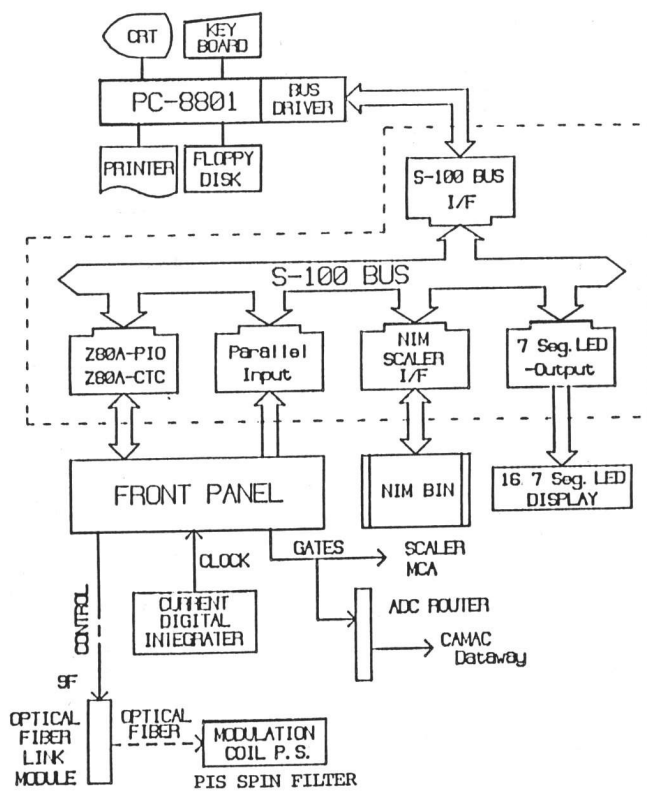 CRT
KEY
BOARD
PC-8801
BUS
DRIVER
PRINTER
FLOPPY
DISK
S-100 BUS
I/F
S-100 BUS
Z80A-PIO
Z80A-CTC
Parallel
Input
NIM
SCALER
I/F
7 Seg. LED
-Output
FRONT PANEL
NIM BIN
16 7 Seg. LED
DISPLAY
CLOCK
GATES
SCALER
MCA
CURRENT
DIGITAL
INTEGRATER
ADC ROUTER
CAMAC
Dataway
CONTROL
9F
OPTICAL
FIBER
LINK
MODULE
OPTICAL
FIBER
MODULATION
COIL P.S.
PIS SPIN FILTER